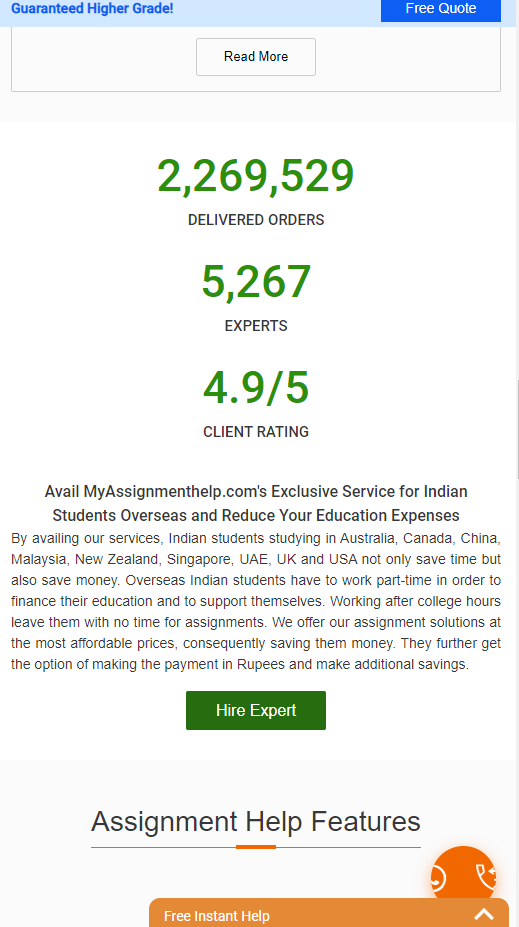 Guaranteed Higher Grade!
Free Quote
Read More
2,269,529
DELIVERED ORDERS
5,267
EXPERTS
4.9/5
CLIENT RATING
Avail MyAssignmenthelp.com's Exclusive Service for Indian
Students Overseas and Reduce Your Education Expenses
By availing our services, Indian students studying in Australia, Canada, China,
Malaysia, New Zealand, Singapore, UAE, UK and USA not only save time but
also save money. Overseas Indian students have to work part-time in order to
finance their education and to support themselves. Working after college hours
leave them with no time for assignments. We offer our assignment solutions at
the most affordable prices, consequently saving them money. They further get
the option of making the payment in Rupees and make additional savings.
Hire Expert
Assignment Help Features
Free Instant Help